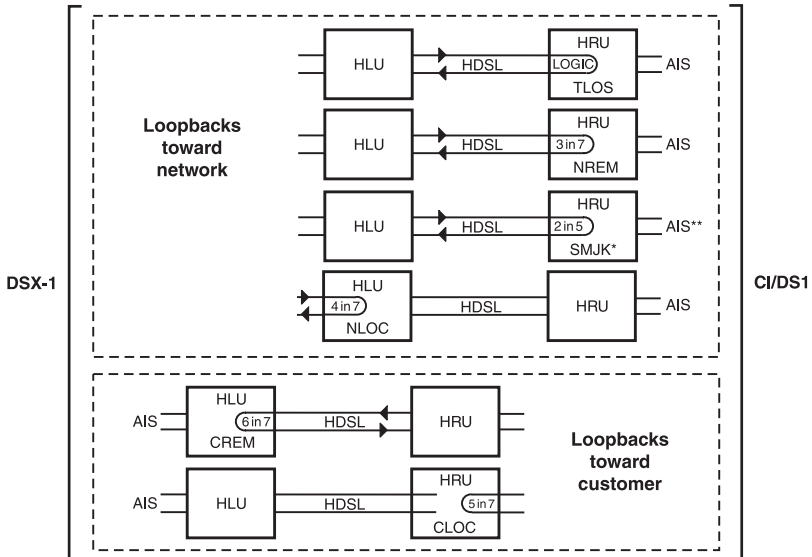 HRU
HLU
HDSL
LOGIC
AIS
TLOS
Loopbacks
toward
network
HRU
HLU
HDSL
3 in 7
AIS
NREM
HRU
HLU
HDSL
2 in 5
AIS**
SMJK*
DSX-1
CI/DS1
HLU
4 in 7
NLOC
HDSL
HRU
AIS
HLU
AIS
6 in 7
CREM
HDSL
HRU
Loopbacks
toward
customer
AIS
HLU
HDSL
HRU
5 in 7
CLOC